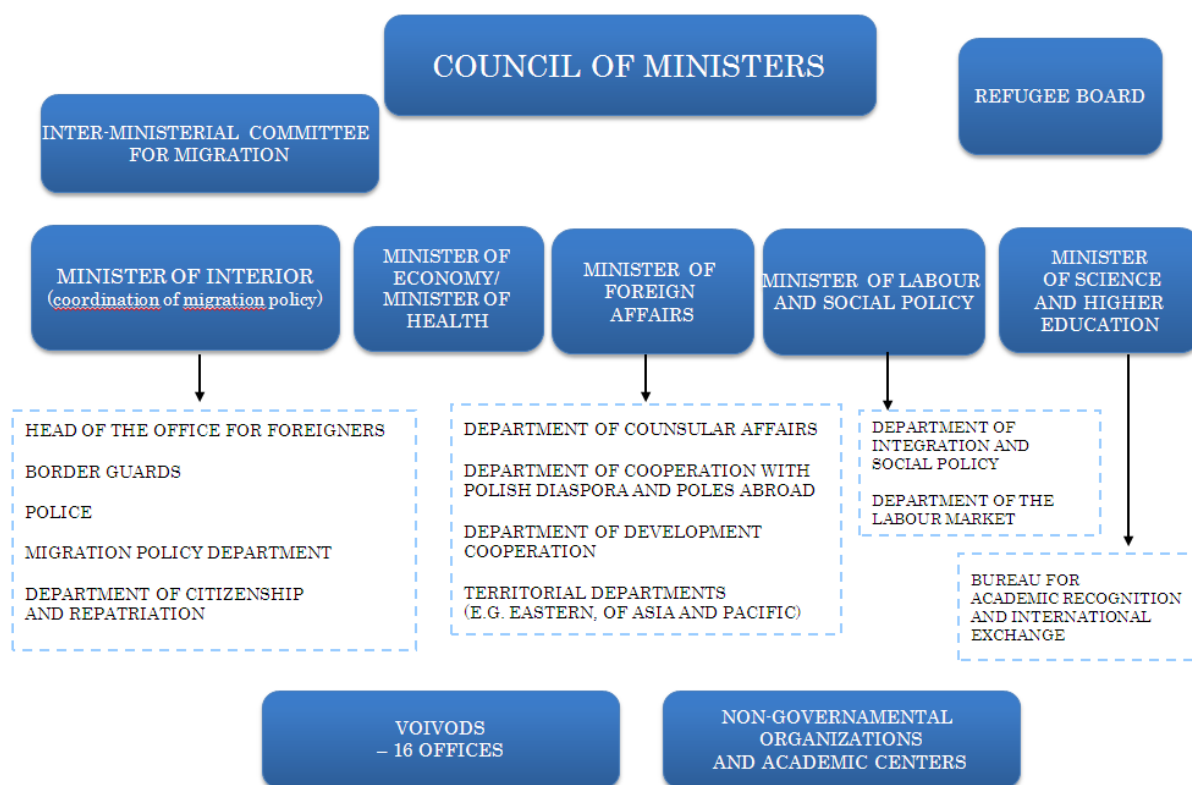 COUNCIL OF MINISTERS
REFUGEE BOARD
INTER-MINISTERIAL COMMITTEE
FOR MIGRATION
MINISTER OF INTERIOR
(coordination of migration policy)
MINISTER OF
ECONOMY/
MINISTER OF
HEALTH
MINISTER OF
FOREIGN
AFFAIRS
MINISTER OF LABOUR
AND SOCIAL POLICY
MINISTER
OF SCIENCE
AND HIGHER
EDUCATION
HEAD OF THE OFFICE FOR FOREIGNERS
BORDER GUARDS
POLICE
MIGRATION POLICY DEPARTMENT
DEPARTMENT OF CITIZENSHIP
AND REPATRIATION
DEPARTMENT OF COUNSULAR AFFAIRS
DEPARTMENT OF COOPERATION WITH
POLISH DIASPORA AND POLES ABROAD
DEPARTMENT OF DEVELOPMENT
COOPERATION
TERRITORIAL DEPARTMENTS
(E.G. EASTERN, OF ASIA AND PACIFIC)
DEPARTMENT OF
INTEGRATION AND
SOCIAL POLICY
DEPARTMENT OF THE
LABOUR MARKET
BUREAU FOR
ACADEMIC RECOGNITION
AND INTERNATIONAL
EXCHANGE
VOIVODS
– 16 OFFICES
NON-GOVERNAMENTAL
ORGANIZATIONS
AND ACADEMIC CENTERS